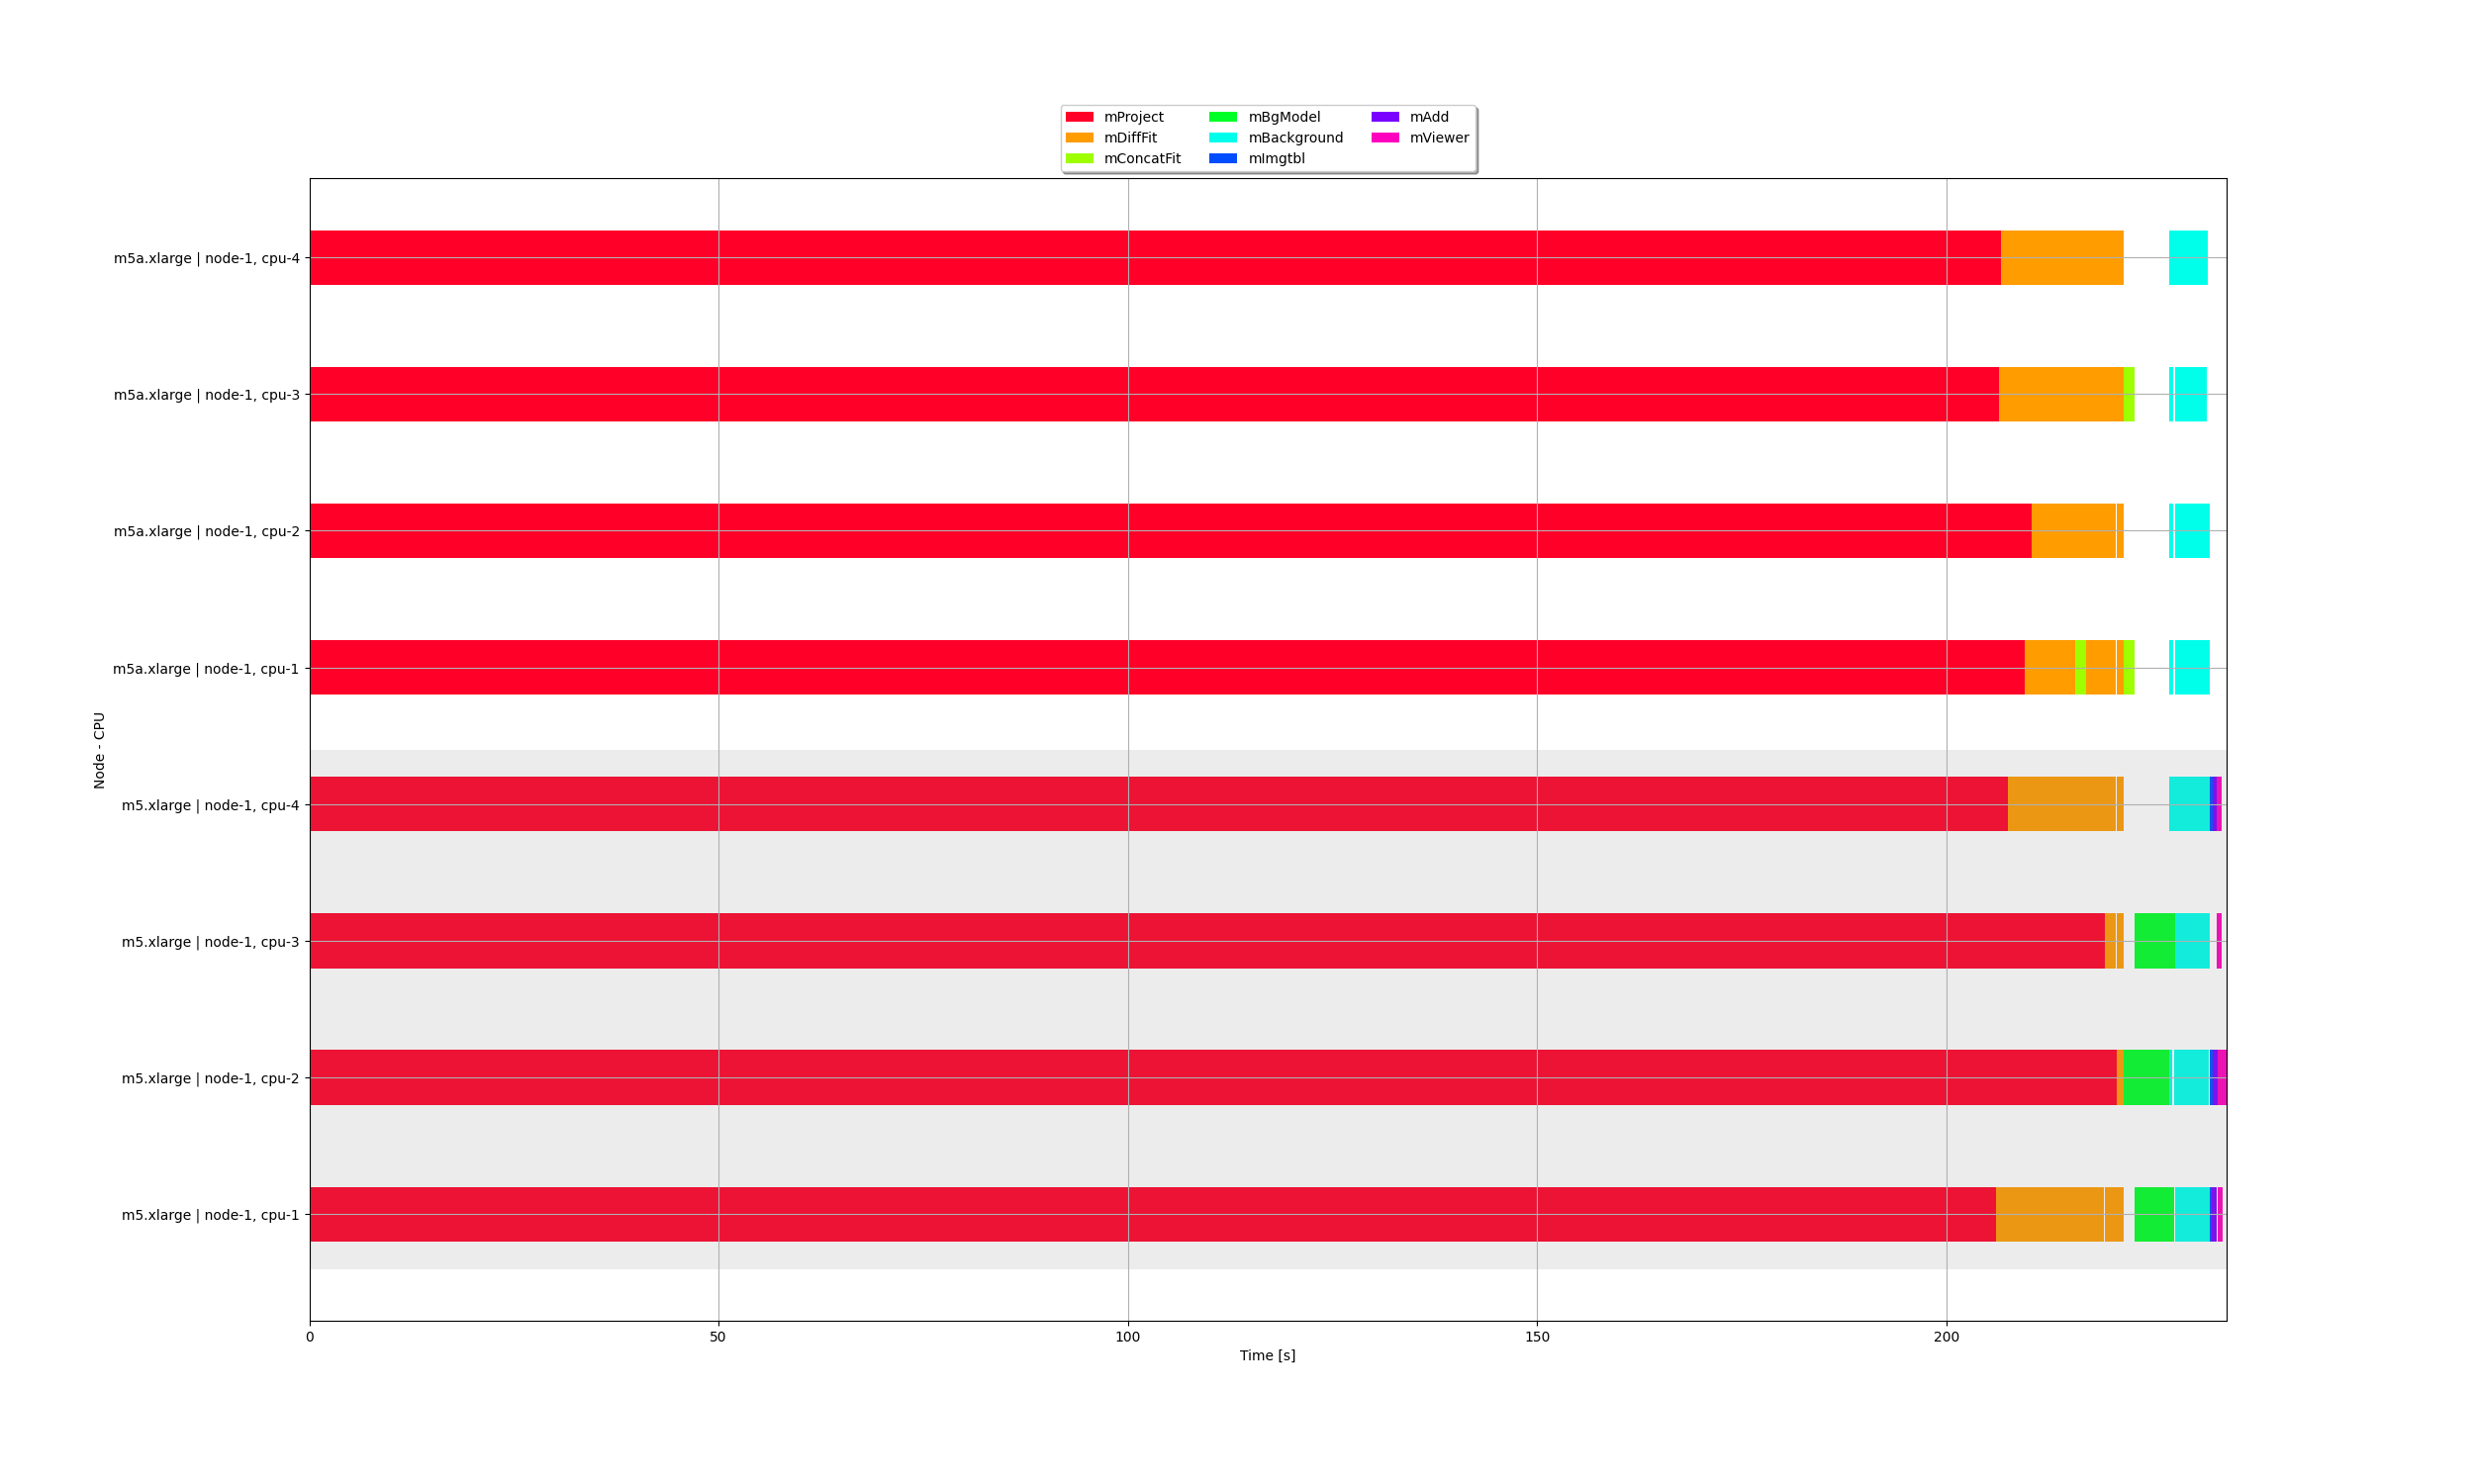 mProject mBgModel mAdd
mDiffFit mBackground mViewer
mConcatFit mImgtbl
m5a.xlarge | node-1, cpu-4
m5a.xlarge | node-1, cpu-3
m5a.xlarge | node-1, cpu-2
m5a.xlarge | node-1, cpu-1
Node - CPU
m5.xlarge | node-1, cpu-4
m5.xlarge | node-1, cpu-3
m5.xlarge | node-1, cpu-2
m5.xlarge | node-1, cpu-1
0 50 100 150 200
Time [s]